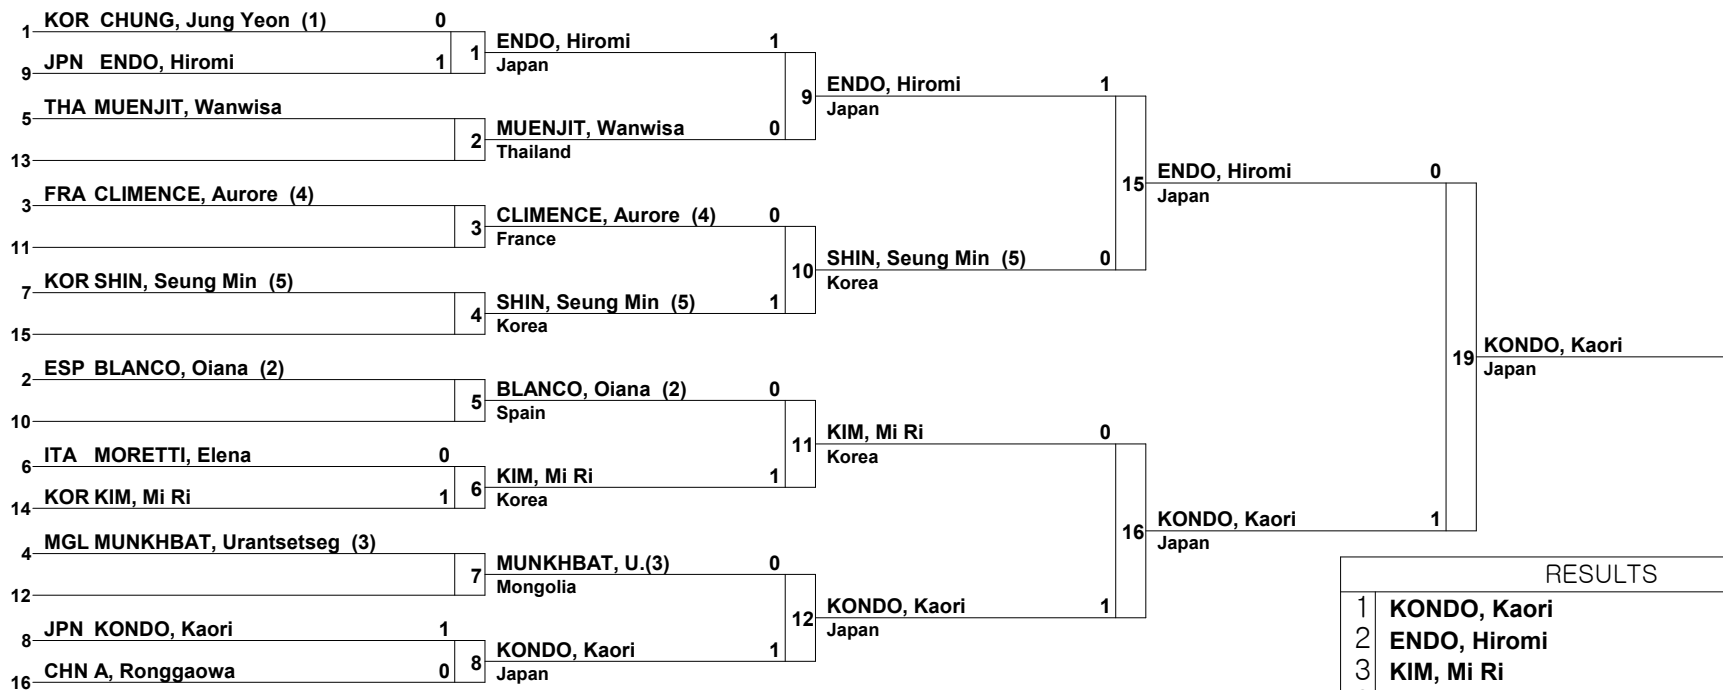 KOR CHUNG, Jung Yeon (1) 0
1
JPN ENDO, Hiromi 1
9
1
ENDO, Hiromi 1
Japan
THA MUENJIT, Wanwisa
5
13
2
MUENJIT, Wanwisa 0
Thailand
9
ENDO, Hiromi 1
Japan
FRA CLIMENCE, Aurore (4)
3
11
3
CLIMENCE, Aurore (4) 0
France
KOR SHIN, Seung Min (5)
7
15
4
SHIN, Seung Min (5) 1
Korea
10
SHIN, Seung Min (5) 0
Korea
15
ENDO, Hiromi 0
Japan
ESP BLANCO, Oiana (2)
2
10
5
BLANCO, Oiana (2) 0
Spain
ITA MORETTI, Elena 0
6
KOR KIM, Mi Ri 1
14
6
KIM, Mi Ri 1
Korea
11
KIM, Mi Ri 0
Korea
MGL MUNKHBAT, Urantsetseg (3)
4
12
7
MUNKHBAT, U.(3) 0
Mongolia
JPN KONDO, Kaori 1
8
CHN A, Ronggaowa 0
16
8
KONDO, Kaori 1
Japan
12
KONDO, Kaori 1
Japan
16
KONDO, Kaori 1
Japan
19
KONDO, Kaori
Japan
RESULTS
1 KONDO, Kaori
2 ENDO, Hiromi
3 KIM, Mi Ri